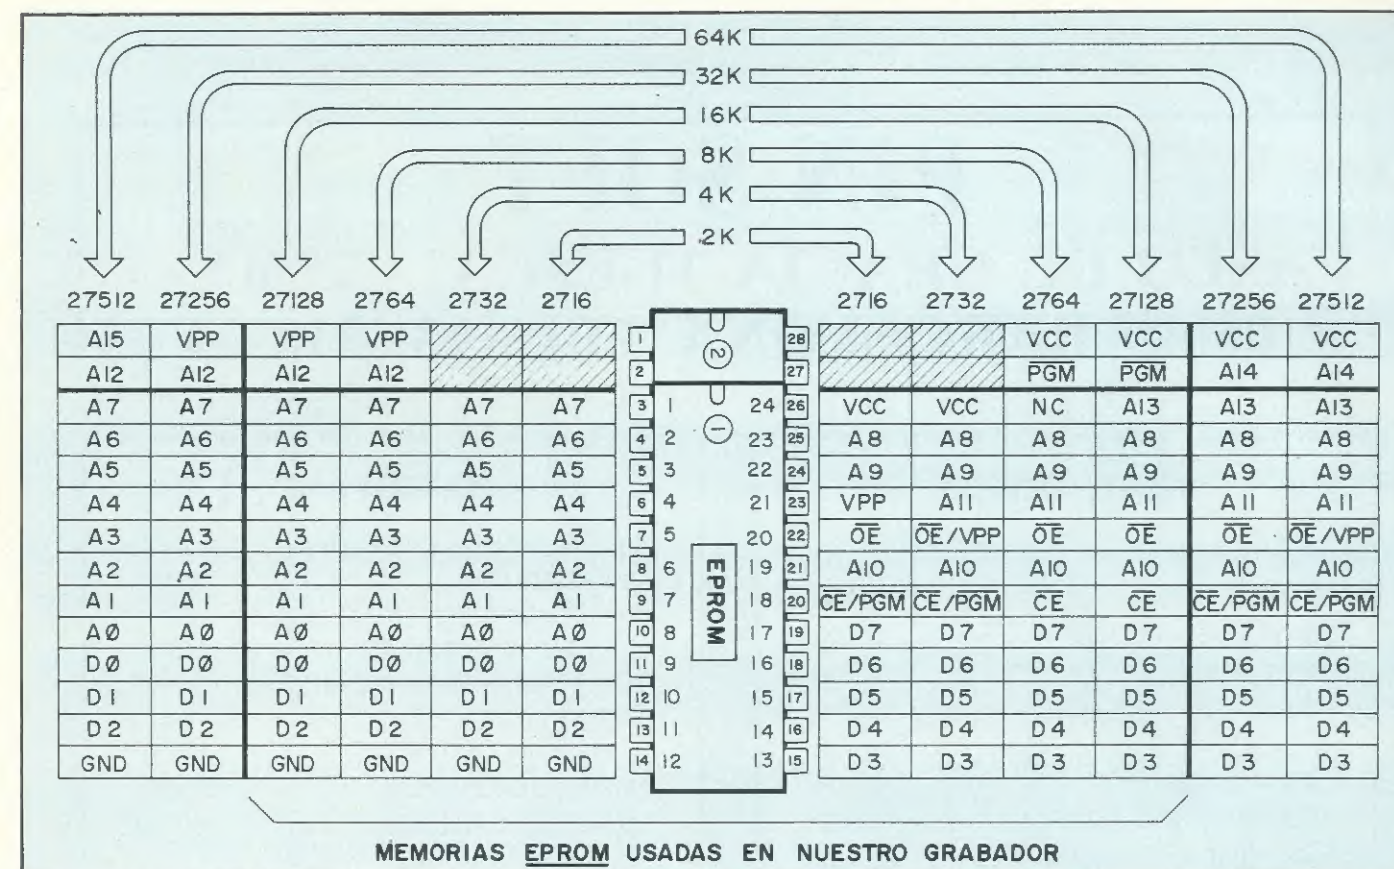 64K
32K
16K
8K
4K
2K
27512 27256 27128 2764 2732 2716 2716 2732 2764 27128 27256 27512
A15 VPP VPP VPP 1 28 VCC VCC VCC VCC
2
A12 A12 A12 A12 2 27 PGM PGM A14 A14
A7 A7 A7 A7 A7 A7 3 1 24 26 VCC VCC NC A13 A13 A13
1
A6 A6 A6 A6 A6 A6 4 2 23 25 A8 A8 A8 A8 A8 A8
A5 A5 A5 A5 A5 A5 5 3 22 24 A9 A9 A9 A9 A9 A9
A4 A4 A4 A4 A4 A4 6 4 21 23 VPP A11 A11 A11 A11 A11
A3 A3 A3 A3 A3 A3 7 5 20 22 OE OE/VPP OE OE OE OE/VPP
A2 A2 A2 A2 A2 A2 8 6 19 21 A10 A10 A10 A10 A10 A10
A1 A1 A1 A1 A1 A1 9 7 18 20 CE/PGM CE/PGM CE CE CE/PGM CE/PGM
EPROM
AØ AØ AØ AØ AØ AØ 10 8 17 19 D7 D7 D7 D7 D7 D7
DØ DØ DØ DØ DØ DØ 11 9 16 18 D6 D6 D6 D6 D6 D6
D1 D1 D1 D1 D1 D1 12 10 15 17 D5 D5 D5 D5 D5 D5
D2 D2 D2 D2 D2 D2 13 11 14 16 D4 D4 D4 D4 D4 D4
GND GND GND GND GND GND 14 12 13 15 D3 D3 D3 D3 D3 D3
MEMORIAS EPROM USADAS EN NUESTRO GRABADOR